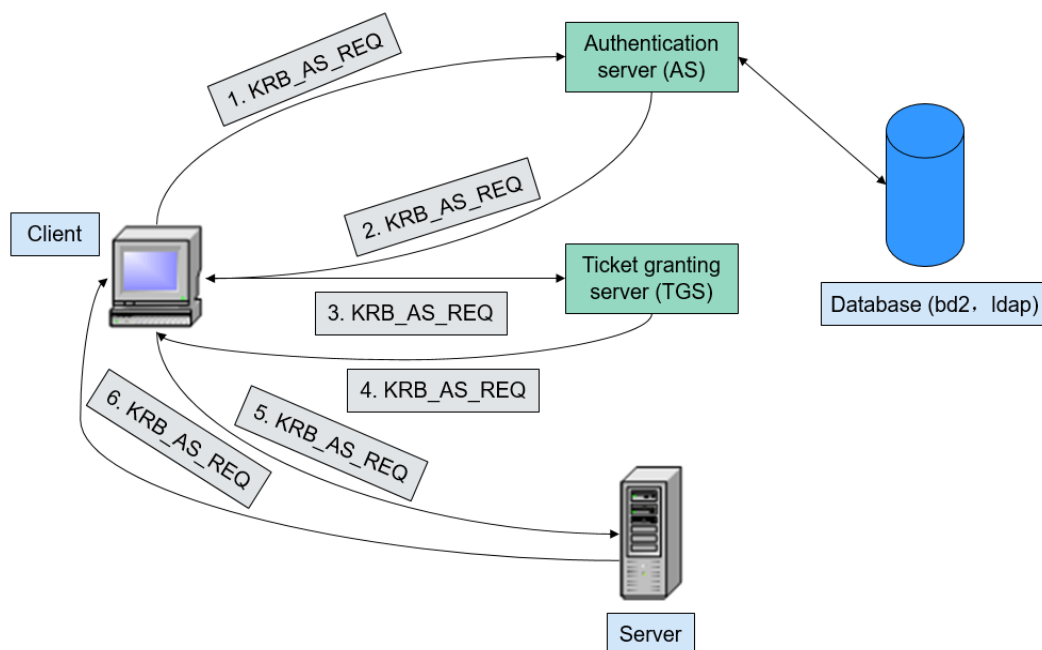 1. KRB_AS_REQ
Authentication
server (AS)
2. KRB_AS_REQ
Client
Ticket granting
server (TGS)
3. KRB_AS_REQ
Database (bd2，ldap)
4. KRB_AS_REQ
5. KRB_AS_REQ
6. KRB_AS_REQ
Server